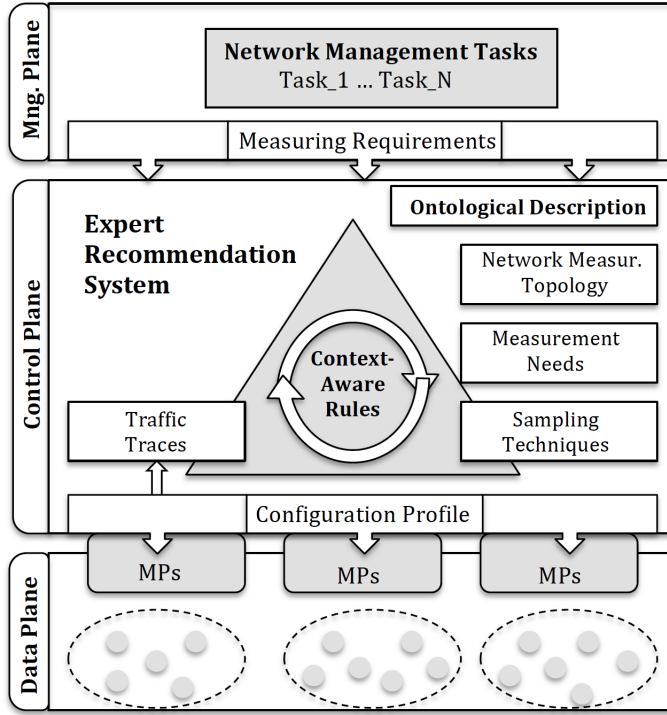 Mng. Plane
Network Management Tasks
Task_1 ... Task_N
Measuring Requirements
Control Plane
Expert
Recommendation
System
Ontological Description
Network Measur.
Topology
Measurement
Needs
Context-
Aware
Rules
Traffic
Traces
Sampling
Techniques
Configuration Profile
Data Plane
MPs
MPs
MPs